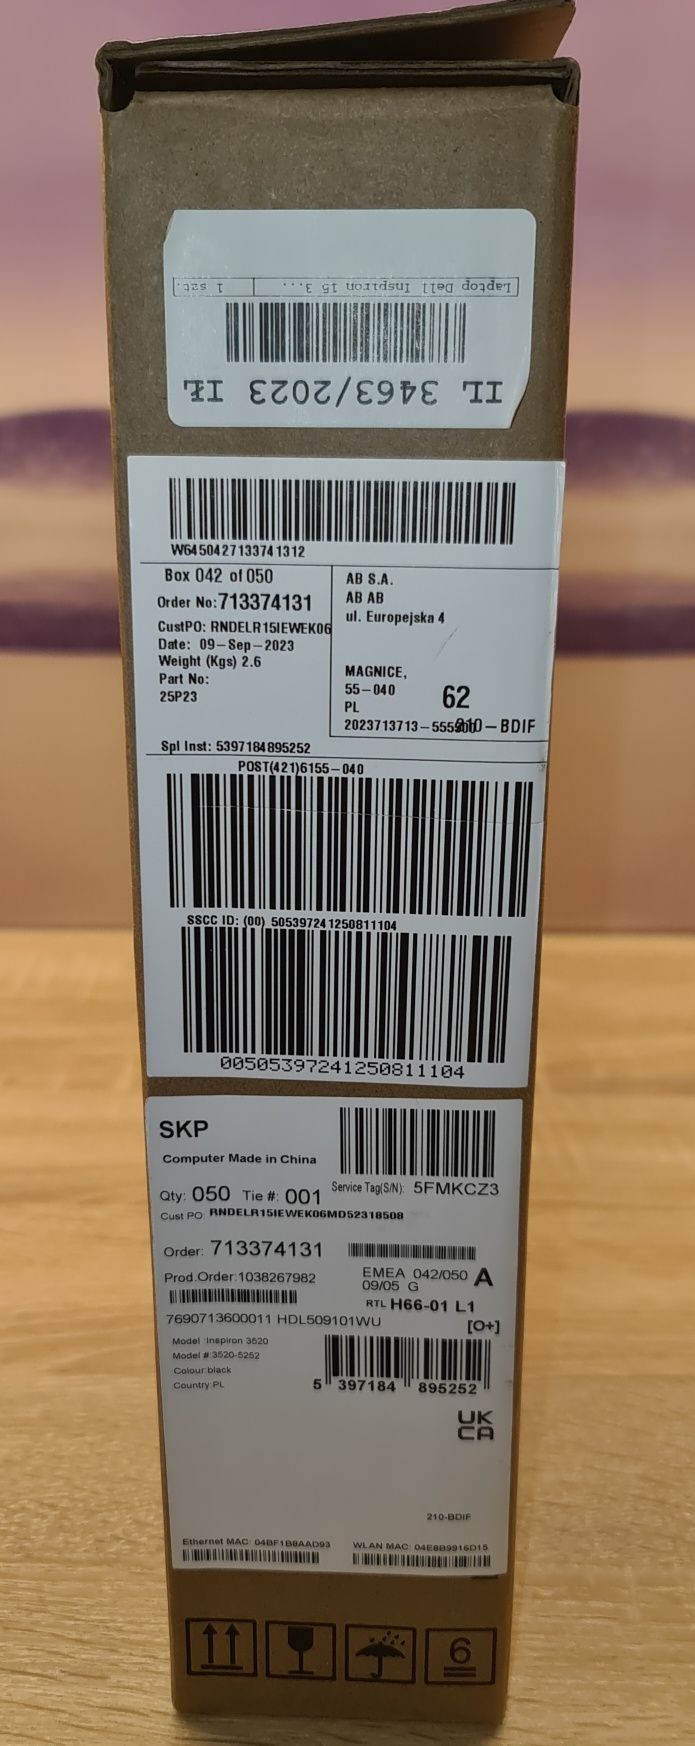 Laptop Dell Inspiron 15 3... 1 szt.
IL 3463/2023 IŁ
W6450427133741312
Box 042 of 050
Order No: 713374131
CustPO: RNDELR15IEWEK06
Date: 09-Sep-2023
Weight (Kgs) 2.6
Part No:
25P23
AB S.A.
AB AB
ul. Europejska 4
MAGNICE,
55-040
PL
62
2023713713-555 210-BDIF
Spl Inst: 5397184895252
POST(421)6155-040
SSCC ID: (00) 505397241250811104
00505397241250811104
SKP
Computer Made in China
Service Tag(S/N): 5FMKCZ3
Qty: 050 Tie #: 001
Cust PO: RNDELR15IEWEK06MD52318508
Order: 713374131
Prod.Order:1038267982
EMEA 042/050 A
09/05 G
RTL H66-01 L1
7690713600011 HDL509101WU
[O+]
Model :Inspiron 3520
Model #:3520-5252
Colour:black
Country:PL
5 397184 895252
UK
CA
210-BDIF
Ethernet MAC: 04BF1B8AAD93
WLAN MAC: 04E8B9916D15
6